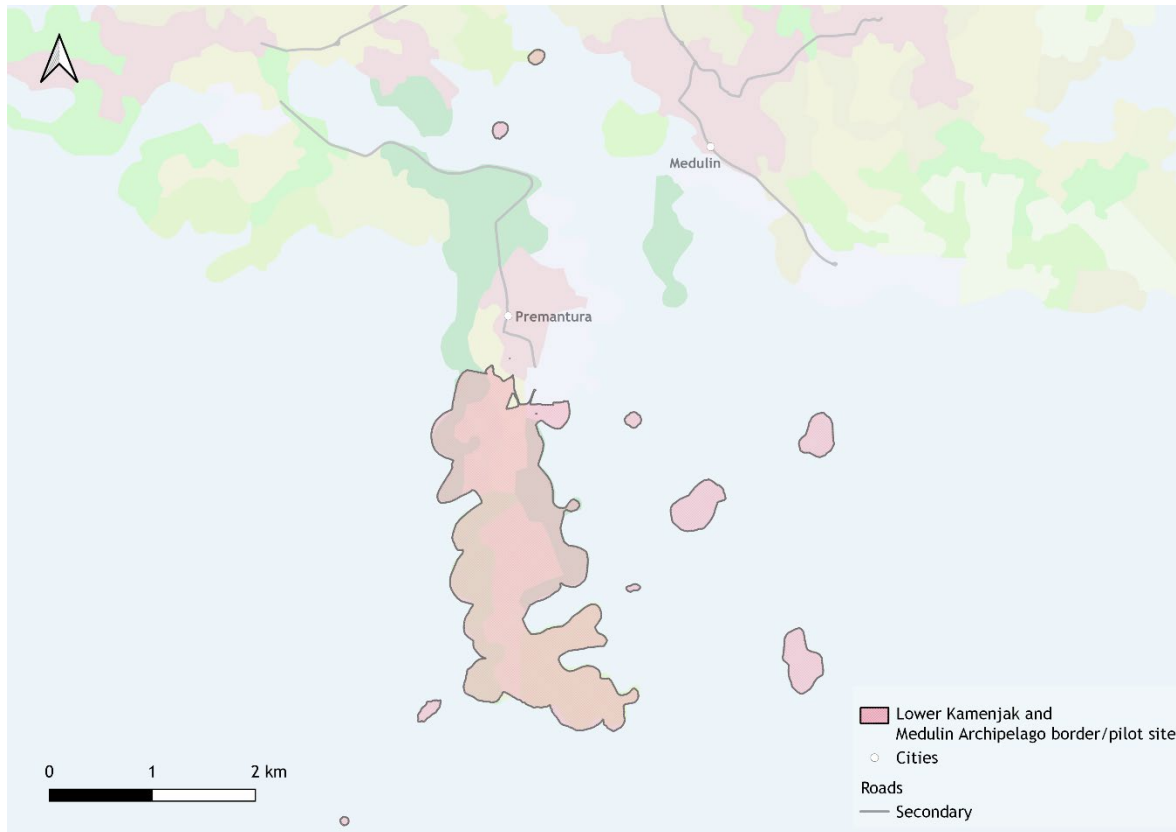 Medulin
Premantura
0 1 2 km
Lower Kamenjak and
Medulin Archipelago border/pilot site
Cities
Roads
Secondary